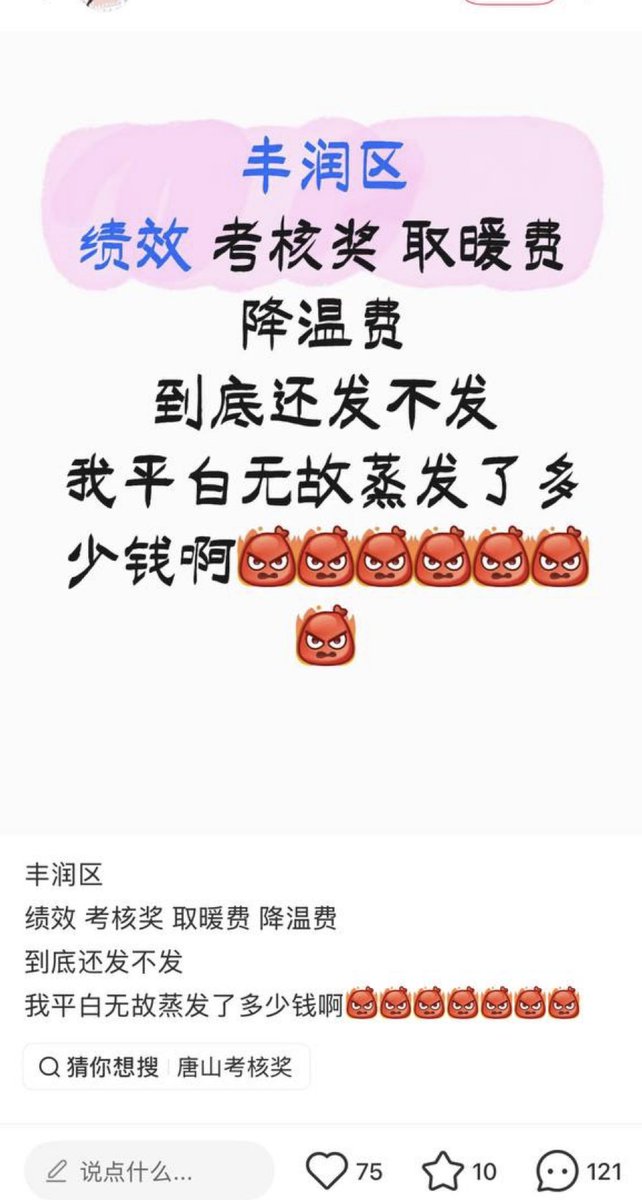 丰润区
绩效 考核奖 取暖费
降温费
到底还发不发
我平白无故蒸发了多
少钱啊
丰润区
绩效 考核奖 取暖费 降温费
到底还发不发
我平白无故蒸发了多少钱啊
猜你想搜 唐山考核奖
说点什么... 75 10 121